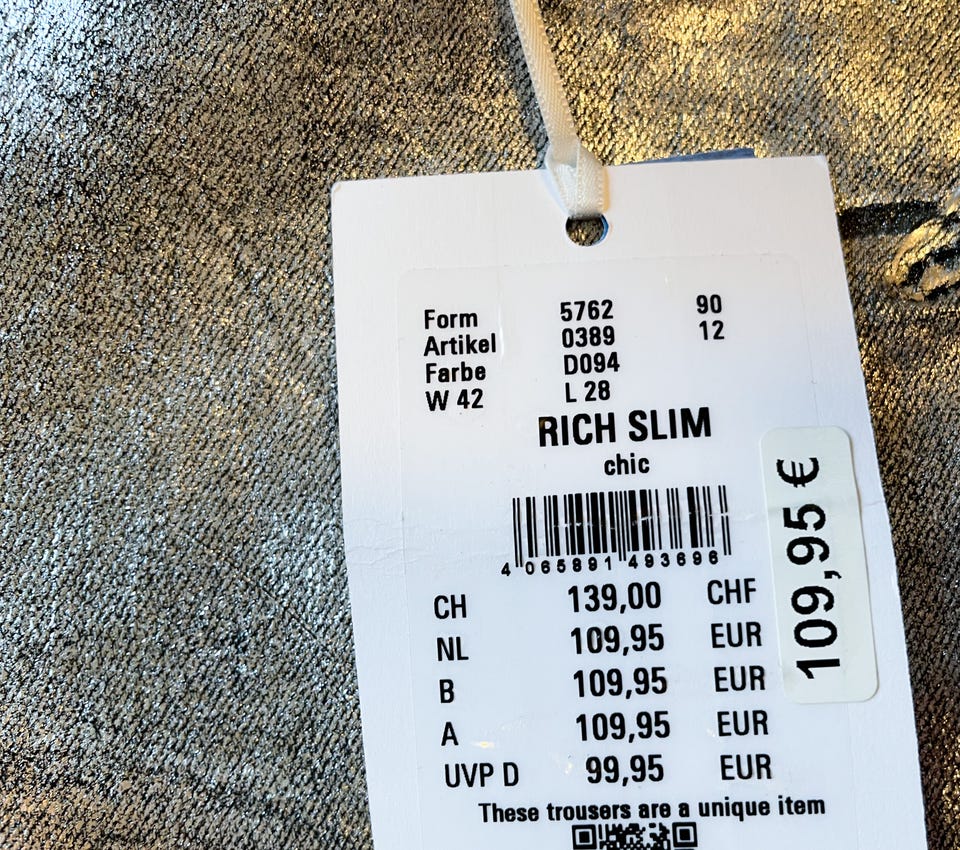 Form 5762 90
Artikel 0389 12
Farbe D094
W 42 L 28
RICH SLIM
chic
4 065891 493696
CH 139,00 CHF
NL 109,95 EUR
B 109,95 EUR
A 109,95 EUR
UVP D 99,95 EUR
These trousers are a unique item
109,95 €